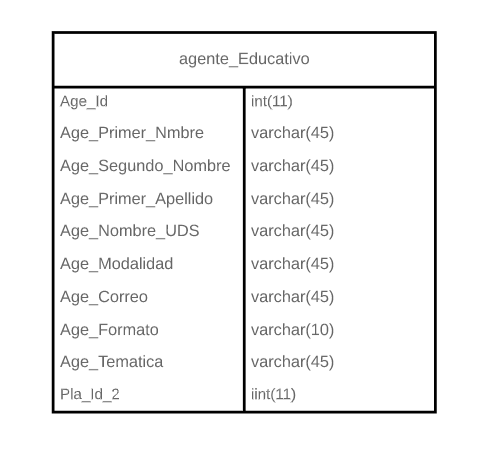 agente_Educativo
Age_Id int(11)
Age_Primer_Nmbre varchar(45)
Age_Segundo_Nombre varchar(45)
Age_Primer_Apellido varchar(45)
Age_Nombre_UDS varchar(45)
Age_Modalidad varchar(45)
Age_Correo varchar(45)
Age_Formato varchar(10)
Age_Tematica varchar(45)
Pla_Id_2 iint(11)